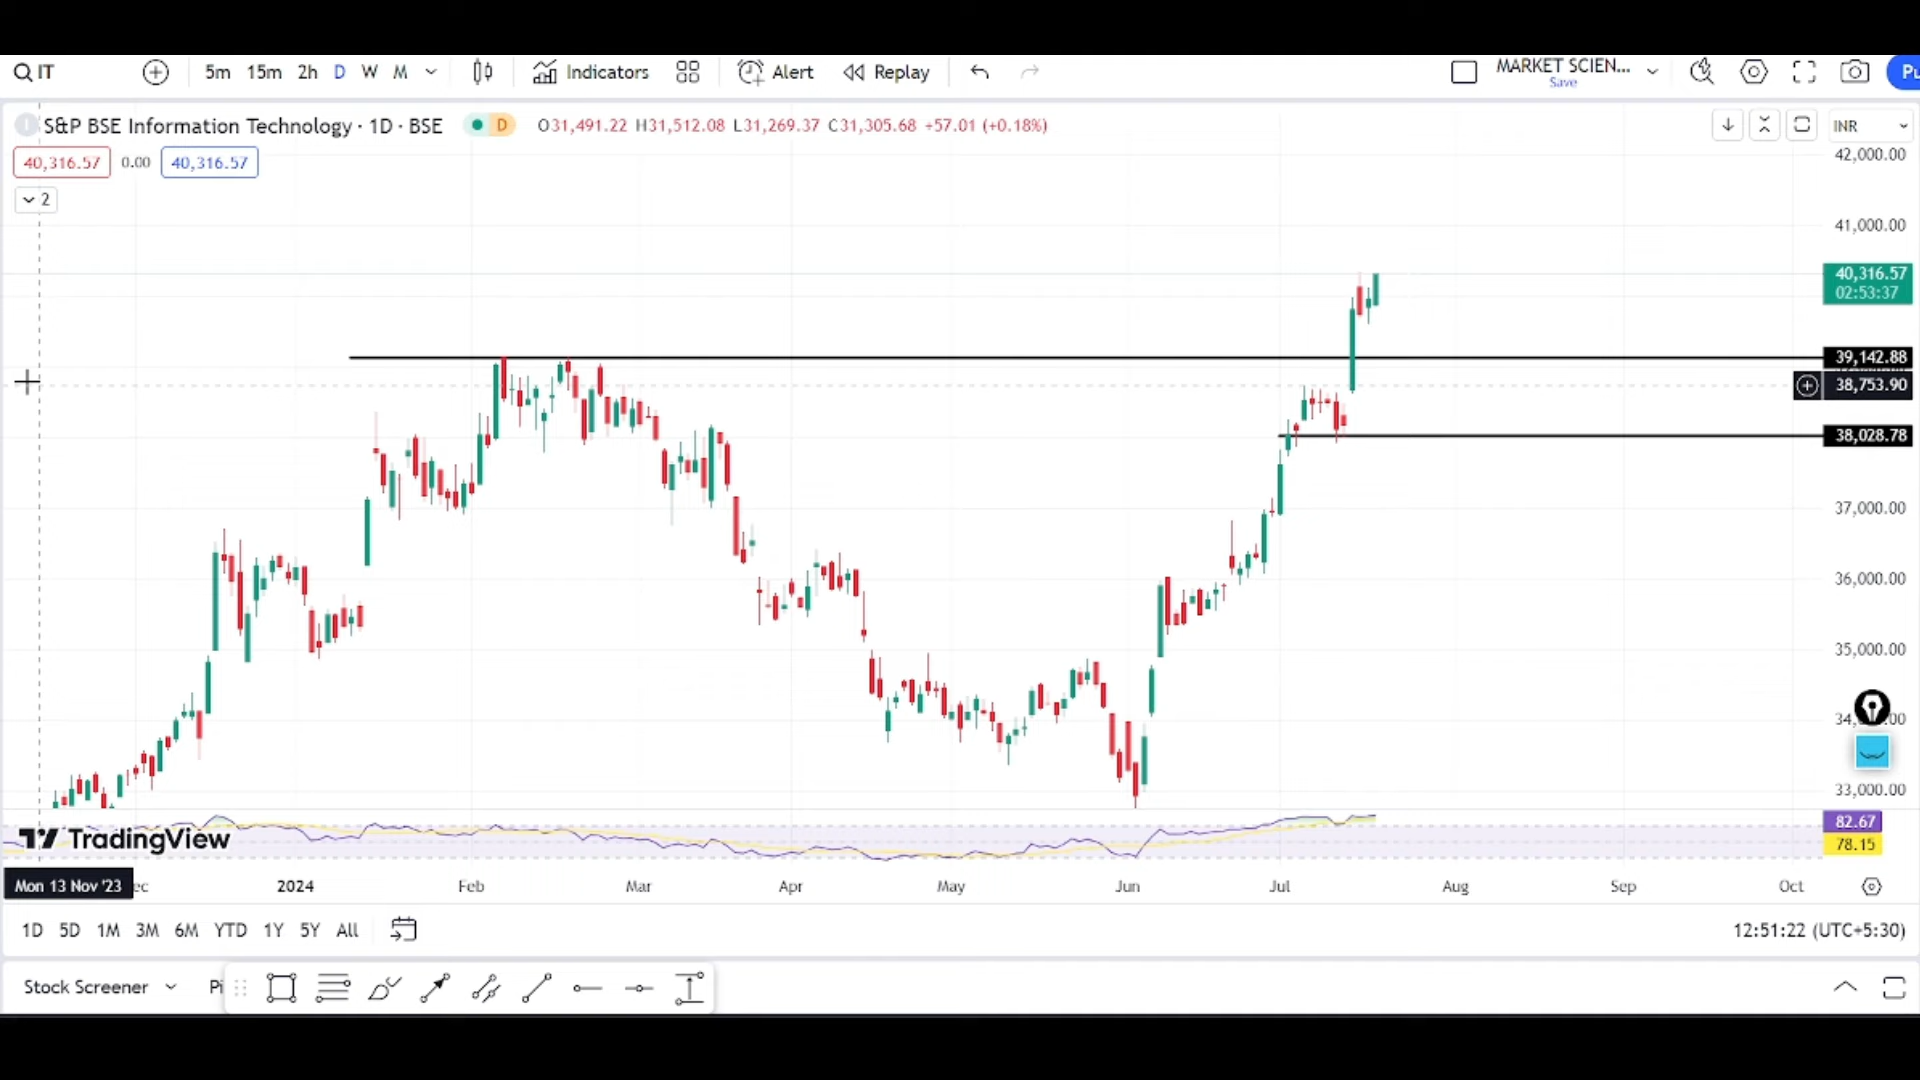 IT 5m 15m 2h D W M Indicators Alert Replay MARKET SCIEN... Save
S&P BSE Information Technology · 1D · BSE D O31,491.22 H31,512.08 L31,269.37 C31,305.68 +57.01 (+0.18%) INR
40,316.57 0.00 40,316.57
2
42,000.00
41,000.00
40,316.57
02:53:37
39,142.88
38,753.90
38,028.78
37,000.00
36,000.00
35,000.00
33,000.00
82.67
78.15
TradingView
Mon 13 Nov '23 2024 Feb Mar Apr May Jun Jul Aug Sep Oct
1D 5D 1M 3M 6M YTD 1Y 5Y All 12:51:22 (UTC+5:30)
Stock Screener